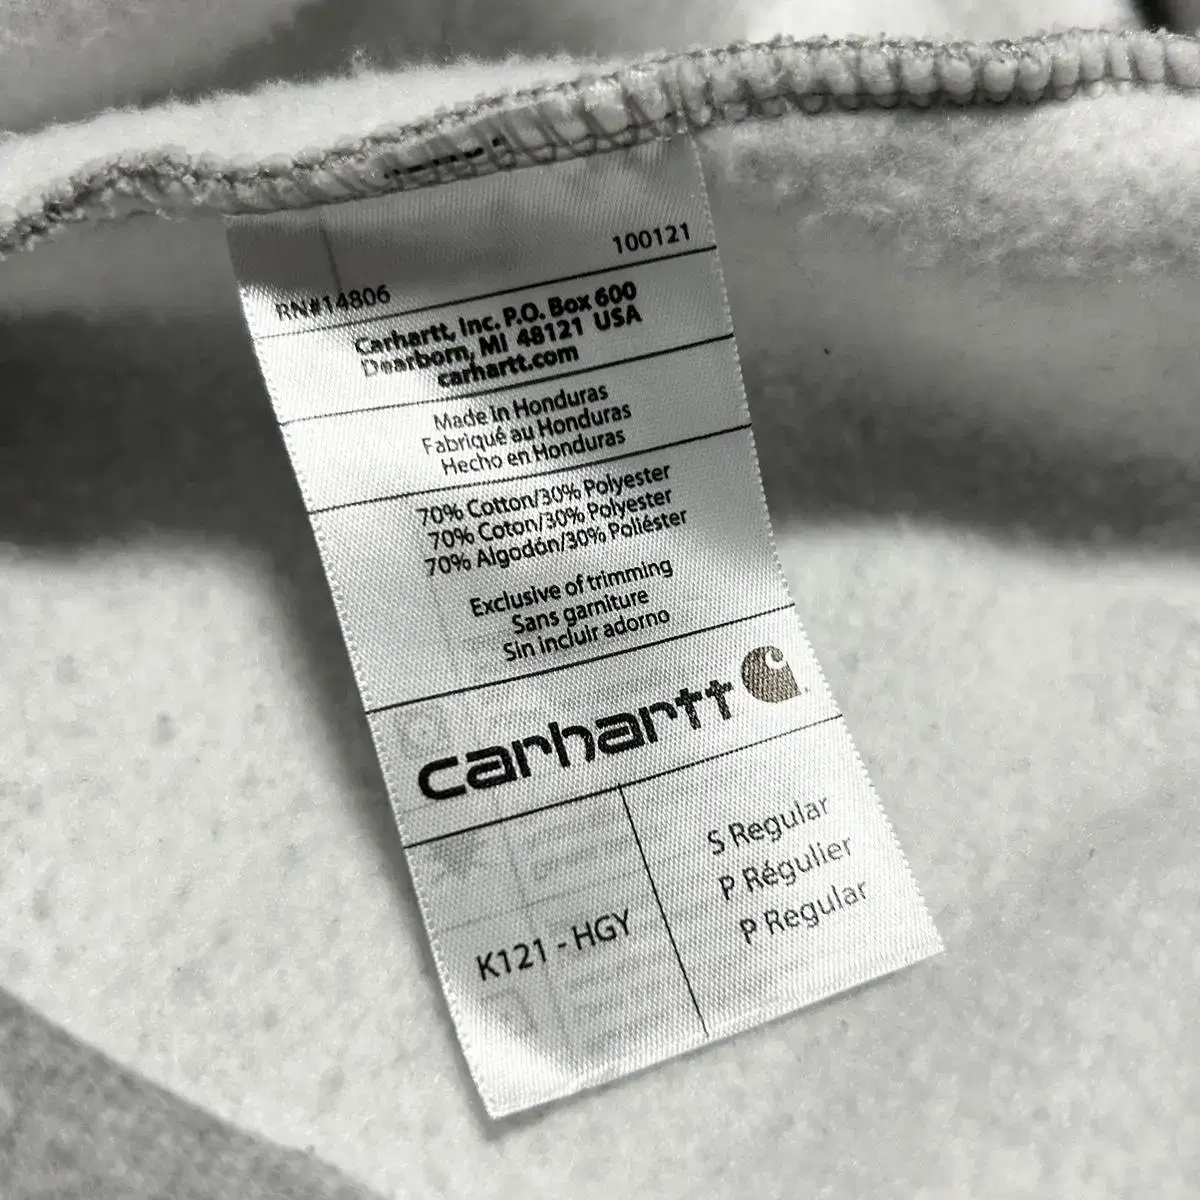 100121
RN#14806
Carhartt, Inc. P.O. Box 600
Dearborn, MI 48121 USA
carhartt.com
Made in Honduras
Fabriqué au Honduras
Hecho en Honduras
70% Cotton/30% Polyester
70% Coton/30% Polyester
70% Algodón/30% Poliéster
Exclusive of trimming
Sans garniture
Sin incluir adorno
carhartt
K121 - HGY
S Regular
P Régulier
P Regular